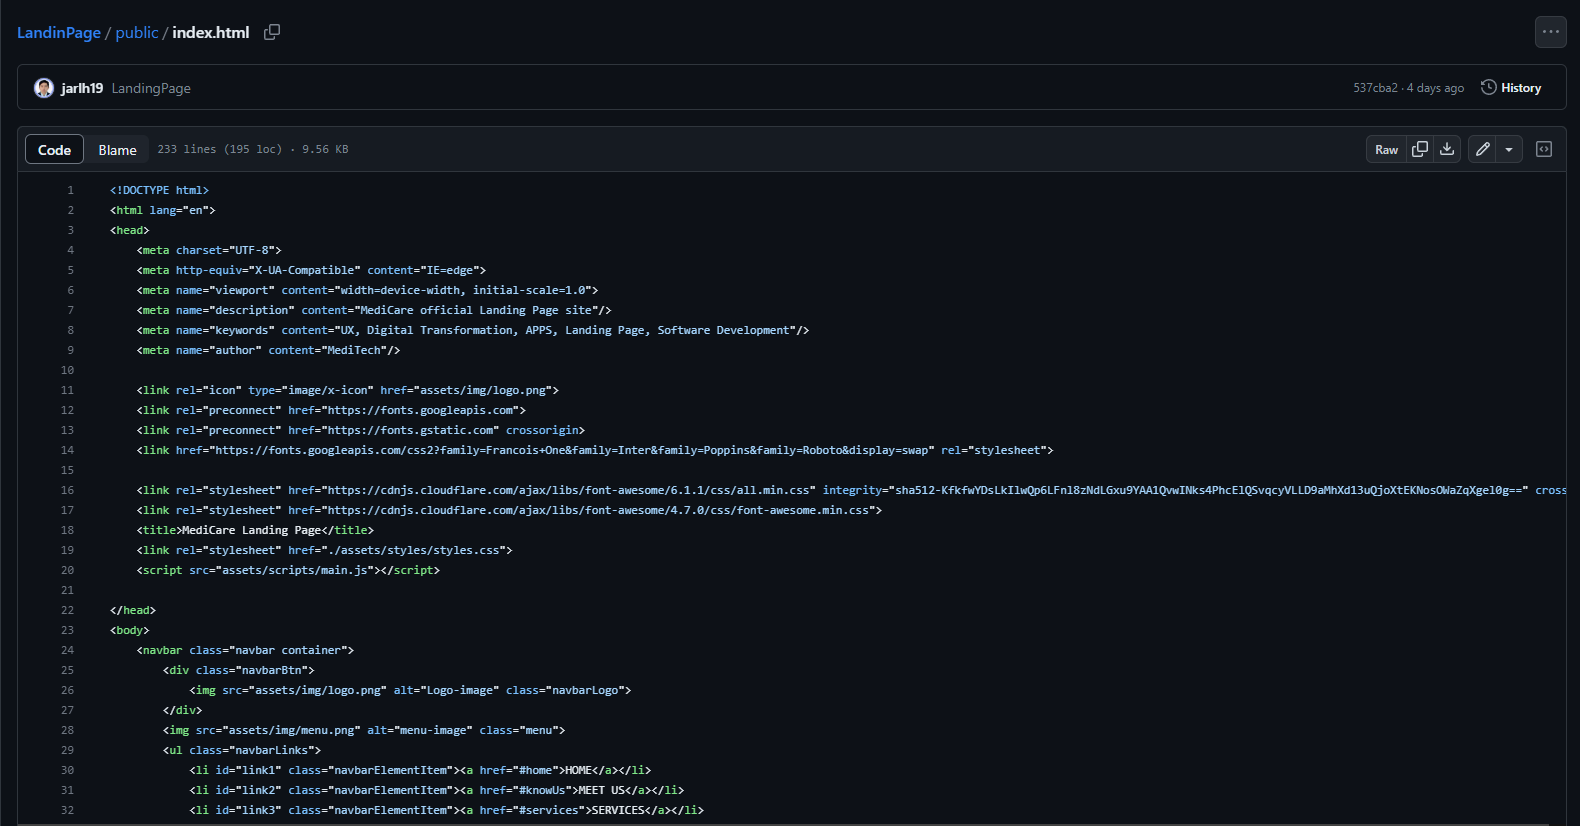 LandinPage / public / index.html
jarlh19 LandingPage 537cba2 · 4 days ago History
Code Blame 233 lines (195 loc) · 9.56 KB Raw
1 <!DOCTYPE html>
2 <html lang="en">
3 <head>
4 <meta charset="UTF-8">
5 <meta http-equiv="X-UA-Compatible" content="IE=edge">
6 <meta name="viewport" content="width=device-width, initial-scale=1.0">
7 <meta name="description" content="MediCare official Landing Page site"/>
8 <meta name="keywords" content="UX, Digital Transformation, APPS, Landing Page, Software Development"/>
9 <meta name="author" content="MediTech"/>
10
11 <link rel="icon" type="image/x-icon" href="assets/img/logo.png">
12 <link rel="preconnect" href="https://fonts.googleapis.com">
13 <link rel="preconnect" href="https://fonts.gstatic.com" crossorigin>
14 <link href="https://fonts.googleapis.com/css2?family=Francois+One&family=Inter&family=Poppins&family=Roboto&display=swap" rel="stylesheet">
15
16 <link rel="stylesheet" href="https://cdnjs.cloudflare.com/ajax/libs/font-awesome/6.1.1/css/all.min.css" integrity="sha512-KfkfwYDsLkIlwQp6LFnl8zNdLGxu9YAA1QvwINks4PhcElQSvqcyVLLD9aMhXd13uQjoXtEKNosOWaZqXgel0g==" cross
17 <link rel="stylesheet" href="https://cdnjs.cloudflare.com/ajax/libs/font-awesome/4.7.0/css/font-awesome.min.css">
18 <title>MediCare Landing Page</title>
19 <link rel="stylesheet" href="./assets/styles/styles.css">
20 <script src="assets/scripts/main.js"></script>
21
22 </head>
23 <body>
24 <navbar class="navbar container">
25 <div class="navbarBtn">
26 <img src="assets/img/logo.png" alt="Logo-image" class="navbarLogo">
27 </div>
28 <img src="assets/img/menu.png" alt="menu-image" class="menu">
29 <ul class="navbarLinks">
30 <li id="link1" class="navbarElementItem"><a href="#home">HOME</a></li>
31 <li id="link2" class="navbarElementItem"><a href="#knowUs">MEET US</a></li>
32 <li id="link3" class="navbarElementItem"><a href="#services">SERVICES</a></li>